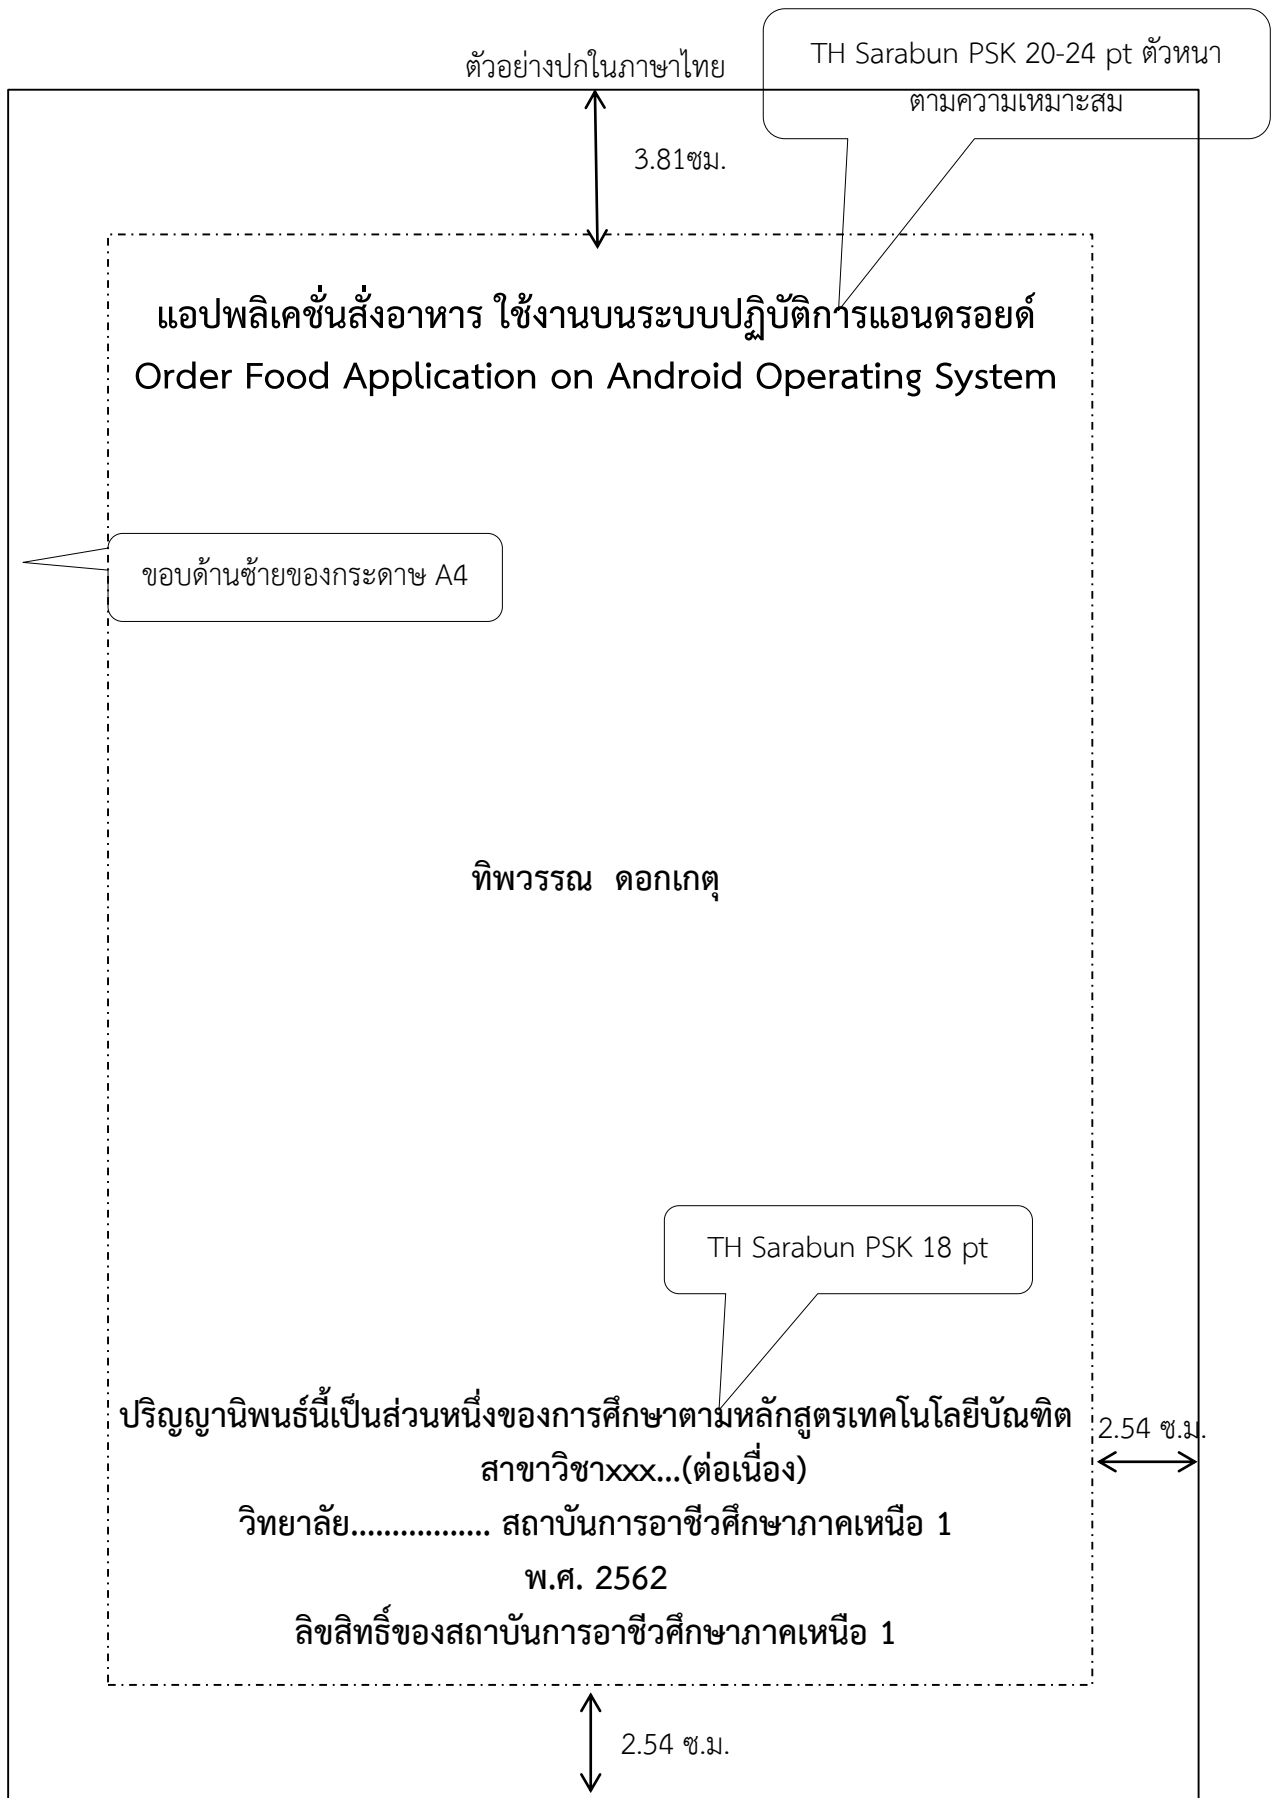 ตัวอย่างปกในภาษาไทย
TH Sarabun PSK 20-24 pt ตัวหนา
ตามความเหมาะสม
3.81ซม.
แอปพลิเคชั่นสั่งอาหาร ใช้งานบนระบบปฏิบัติการแอนดรอยด์
Order Food Application on Android Operating System
ขอบด้านซ้ายของกระดาษ A4
ทิพวรรณ ดอกเกตุ
TH Sarabun PSK 18 pt
ปริญญานิพนธ์นี้เป็นส่วนหนึ่งของการศึกษาตามหลักสูตรเทคโนโลยีบัณฑิต
2.54 ซ.ม.
สาขาวิชาxxx...(ต่อเนื่อง)
วิทยาลัย................. สถาบันการอาชีวศึกษาภาคเหนือ 1
พ.ศ. 2562
ลิขสิทธิ์ของสถาบันการอาชีวศึกษาภาคเหนือ 1
2.54 ซ.ม.